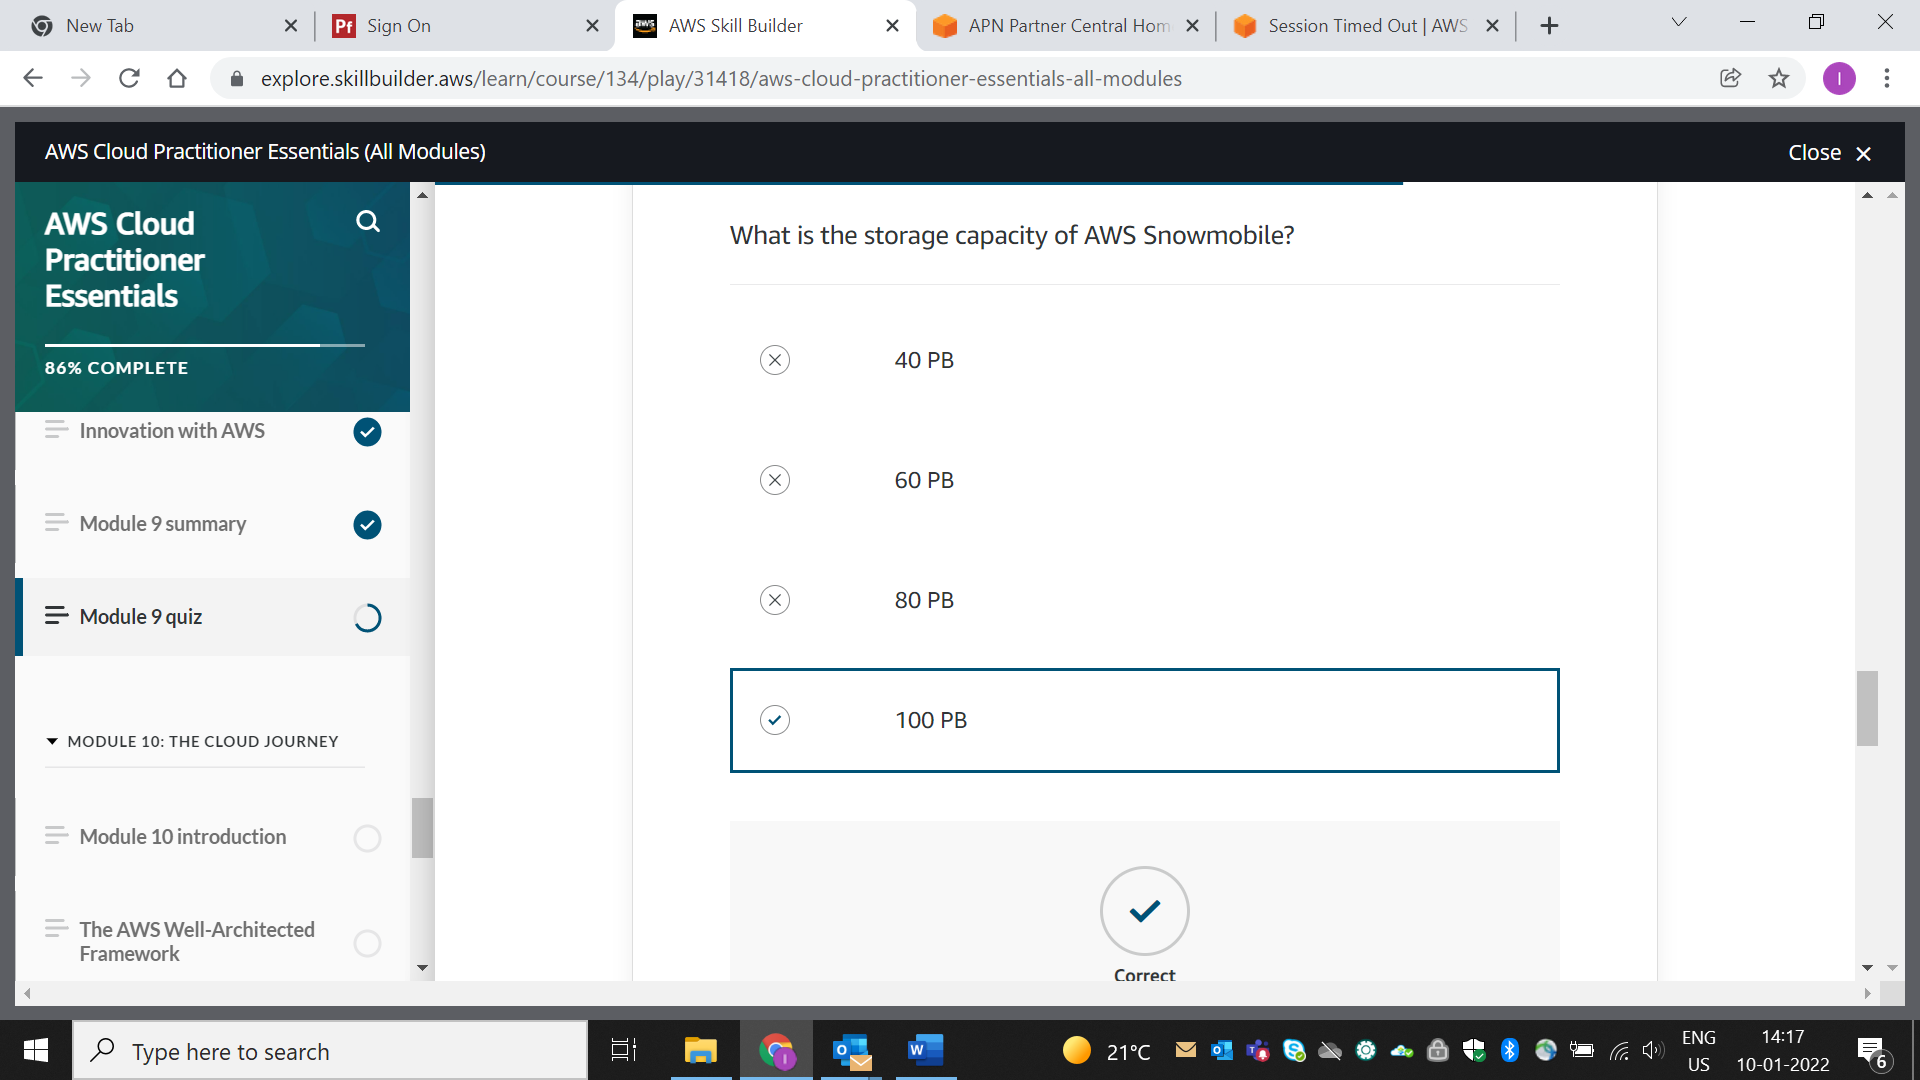 New Tab
Pf Sign On
aws AWS Skill Builder
APN Partner Central Hom
Session Timed Out | AWS
explore.skillbuilder.aws/learn/course/134/play/31418/aws-cloud-practitioner-essentials-all-modules
I
AWS Cloud Practitioner Essentials (All Modules)
Close
AWS Cloud
Practitioner
Essentials
86% COMPLETE
Innovation with AWS
Module 9 summary
Module 9 quiz
MODULE 10: THE CLOUD JOURNEY
Module 10 introduction
The AWS Well-Architected
Framework
What is the storage capacity of AWS Snowmobile?
40 PB
60 PB
80 PB
100 PB
Correct
Type here to search
21°C
ENG
US
14:17
10-01-2022
6